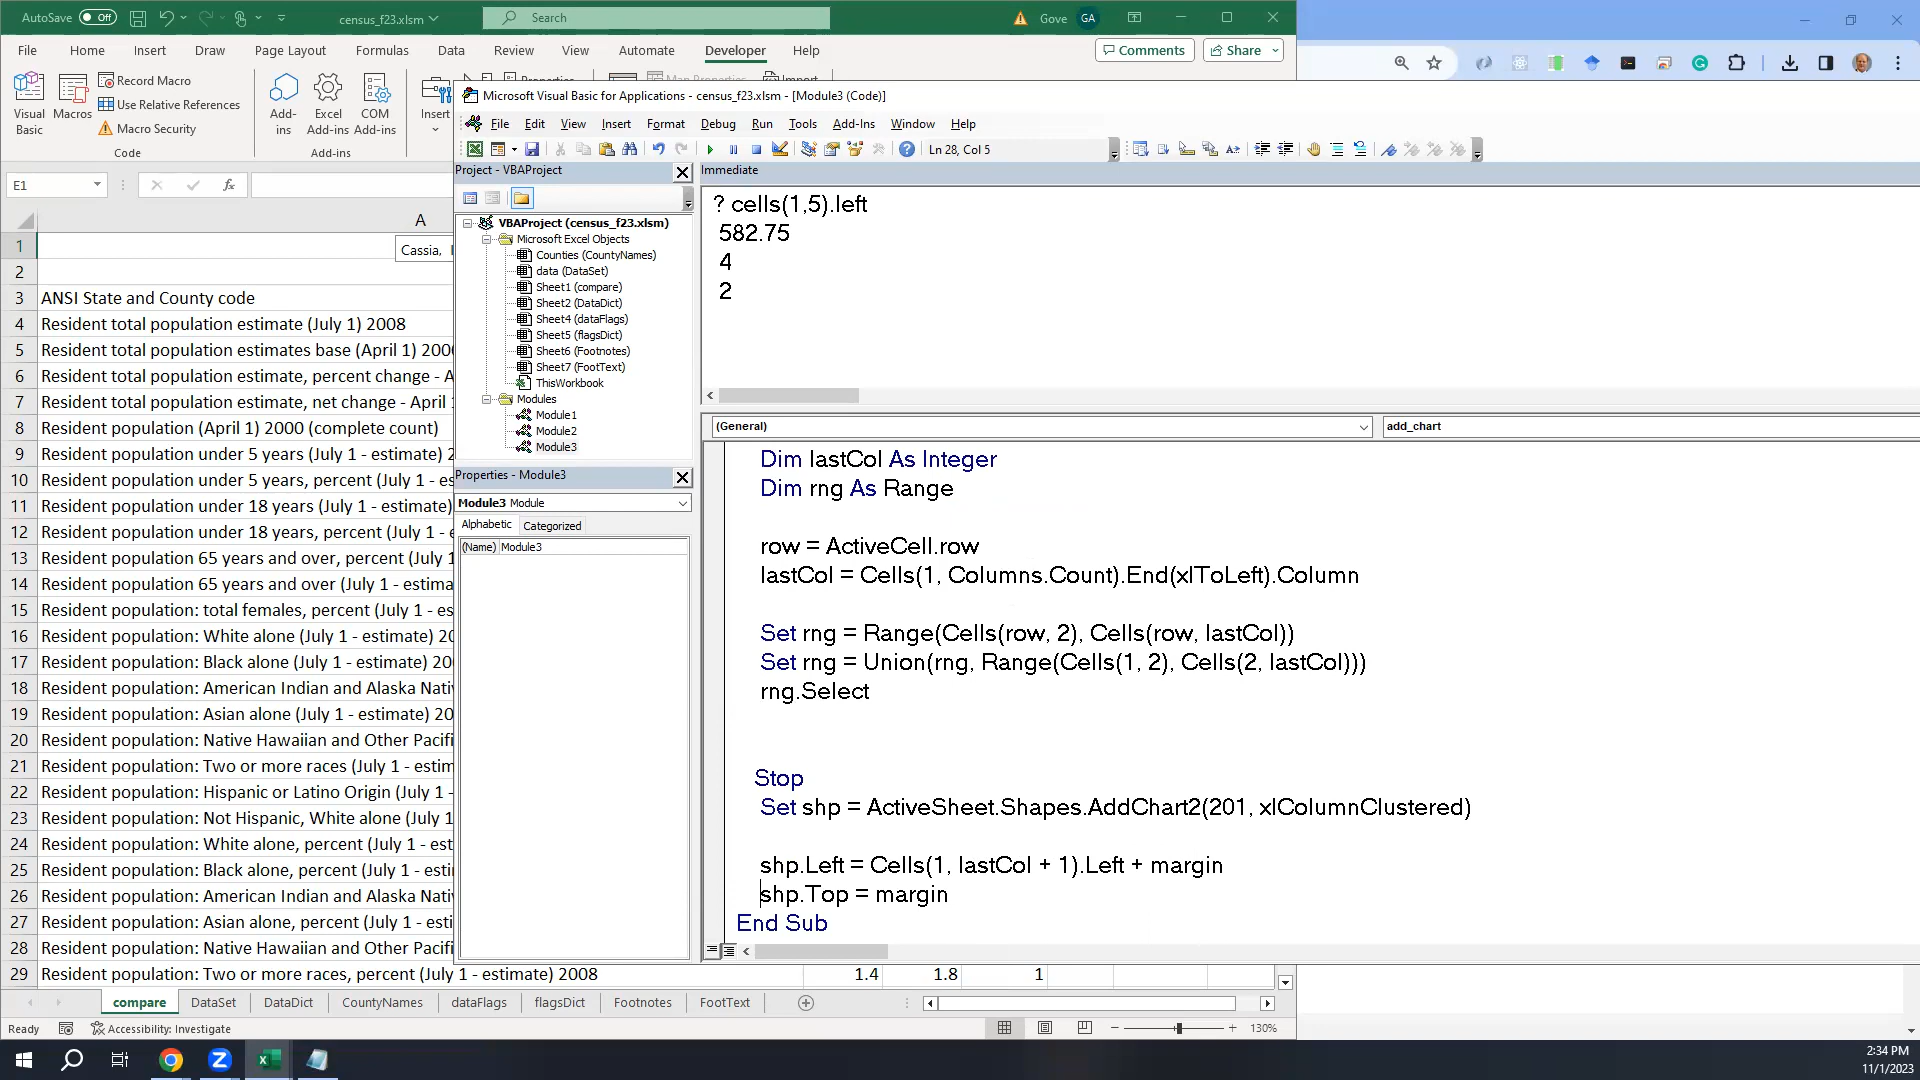 AutoSave Off census_f23.xlsm Search Gove GA
File Home Insert Draw Page Layout Formulas Data Review View Automate Developer Help Comments Share
Visual Basic
Macros
Record Macro
Use Relative References
Macro Security
Code
Add-ins
Excel Add-ins
COM Add-ins
Add-ins
Insert
Properties
Map Properties
Import
E1
fx
A
1
Cassia,
2
3 ANSI State and County code
4 Resident total population estimate (July 1) 2008
5 Resident total population estimates base (April 1) 200
6 Resident total population estimate, percent change - A
7 Resident total population estimate, net change - April
8 Resident population (April 1) 2000 (complete count)
9 Resident population under 5 years (July 1 - estimate) 2
10 Resident population under 5 years, percent (July 1 - es
11 Resident population under 18 years (July 1 - estimate)
12 Resident population under 18 years, percent (July 1 - e
13 Resident population 65 years and over, percent (July 1
14 Resident population 65 years and over (July 1 - estima
15 Resident population: total females, percent (July 1 - es
16 Resident population: White alone (July 1 - estimate) 20
17 Resident population: Black alone (July 1 - estimate) 20
18 Resident population: American Indian and Alaska Nati
19 Resident population: Asian alone (July 1 - estimate) 20
20 Resident population: Native Hawaiian and Other Pacif
21 Resident population: Two or more races (July 1 - estim
22 Resident population: Hispanic or Latino Origin (July 1 -
23 Resident population: Not Hispanic, White alone (July 1
24 Resident population: White alone, percent (July 1 - est
25 Resident population: Black alone, percent (July 1 - esti
26 Resident population: American Indian and Alaska Nati
27 Resident population: Asian alone, percent (July 1 - esti
28 Resident population: Native Hawaiian and Other Pacif
29 Resident population: Two or more races, percent (July 1 - estimate) 2008 1.4 1.8 1
compare DataSet DataDict CountyNames dataFlags flagsDict Footnotes FootText
Ready Accessibility: Investigate 130%
Microsoft Visual Basic for Applications - census_f23.xlsm - [Module3 (Code)]
File Edit View Insert Format Debug Run Tools Add-Ins Window Help
Ln 28, Col 5
Project - VBAProject
VBAProject (census_f23.xlsm)
Microsoft Excel Objects
Counties (CountyNames)
data (DataSet)
Sheet1 (compare)
Sheet2 (DataDict)
Sheet4 (dataFlags)
Sheet5 (flagsDict)
Sheet6 (Footnotes)
Sheet7 (FootText)
ThisWorkbook
Modules
Module1
Module2
Module3
Properties - Module3
Module3 Module
Alphabetic Categorized
(Name) Module3
Immediate
? cells(1,5).left
582.75
4
2
(General) add_chart
Dim lastCol As Integer
Dim rng As Range
row = ActiveCell.row
lastCol = Cells(1, Columns.Count).End(xlToLeft).Column
Set rng = Range(Cells(row, 2), Cells(row, lastCol))
Set rng = Union(rng, Range(Cells(1, 2), Cells(2, lastCol)))
rng.Select
Stop
Set shp = ActiveSheet.Shapes.AddChart2(201, xlColumnClustered)
shp.Left = Cells(1, lastCol + 1).Left + margin
shp.Top = margin
End Sub
2:34 PM
11/1/2023